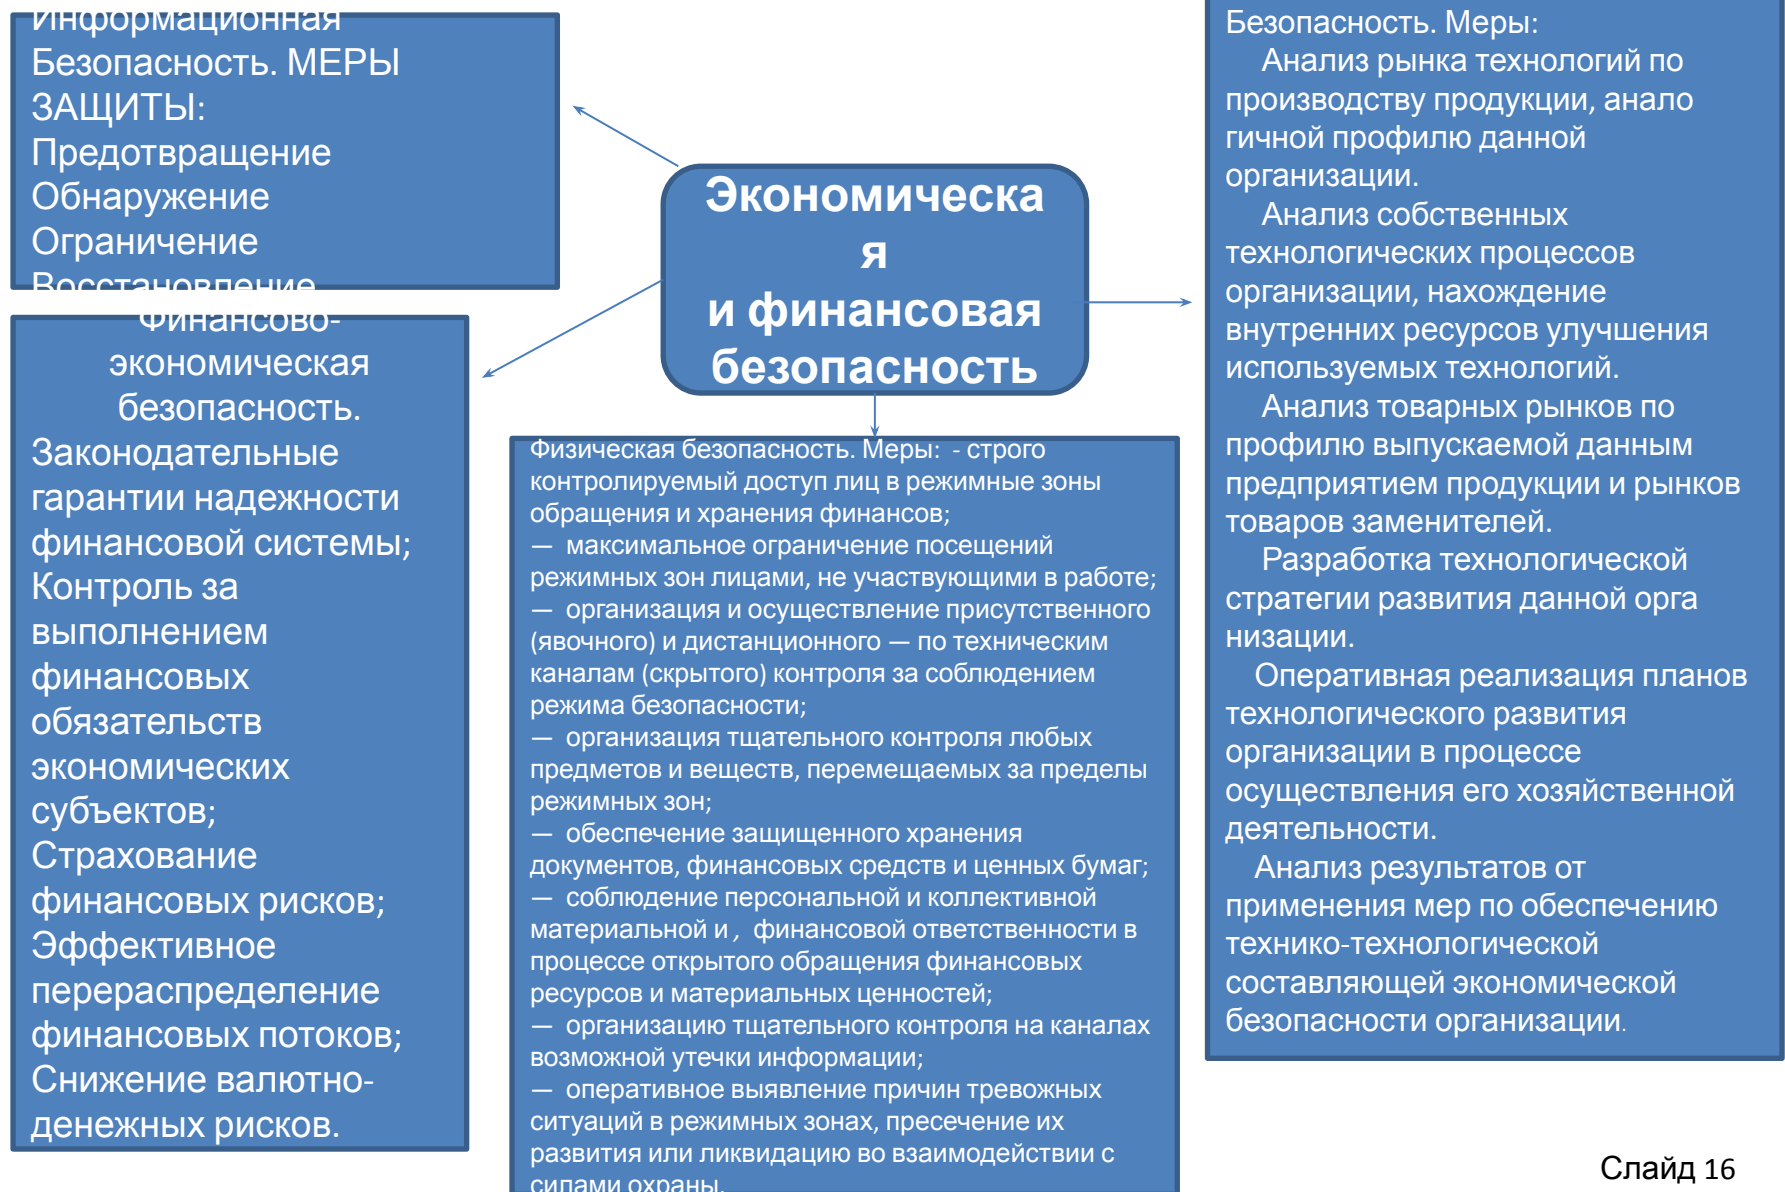 Информационная
Безопасность. МЕРЫ
ЗАЩИТЫ:
Предотвращение
Обнаружение
Ограничение
Восстановление
Финансово-
экономическая
безопасность.
Законодательные
гарантии надежности
финансовой системы;
Контроль за
выполнением
финансовых
обязательств
экономических
субъектов;
Страхование
финансовых рисков;
Эффективное
перераспределение
финансовых потоков;
Снижение валютно-
денежных рисков.
Экономическа
я
и финансовая
безопасность
Физическая безопасность. Меры:  - строго
контролируемый доступ лиц в режимные зоны
обращения и хранения финансов;
— максимальное ограничение посещений
режимных зон лицами, не участвующими в работе;
— организация и осуществление присутственного
(явочного) и дистанционного — по техническим
каналам (скрытого) контроля за соблюдением
режима безопасности;
— организация тщательного контроля любых
предметов и веществ, перемещаемых за пределы
режимных зон;
— обеспечение защищенного хранения
документов, финансовых средств и ценных бумаг;
— соблюдение персональной и коллективной
материальной и , финансовой ответственности в
процессе открытого обращения финансовых
ресурсов и материальных ценностей;
— организацию тщательного контроля на каналах
возможной утечки информации;
— оперативное выявление причин тревожных
ситуаций в режимных зонах, пресечение их
развития или ликвидацию во взаимодействии с
силами охраны.
Безопасность. Меры:
Анализ рынка технологий по
производству продукции, анало
гичной профилю данной
организации.
Анализ собственных
технологических процессов
организации, нахождение
внутренних ресурсов улучшения
используемых технологий.
Анализ товарных рынков по
профилю выпускаемой данным
предприятием продукции и рынков
товаров заменителей.
Разработка технологической
стратегии развития данной орга
низации.
Оперативная реализация планов
технологического развития
организации в процессе
осуществления его хозяйственной
деятельности.
Анализ результатов от
применения мер по обеспечению
технико-технологической
составляющей экономической
безопасности организации.
Слайд 16